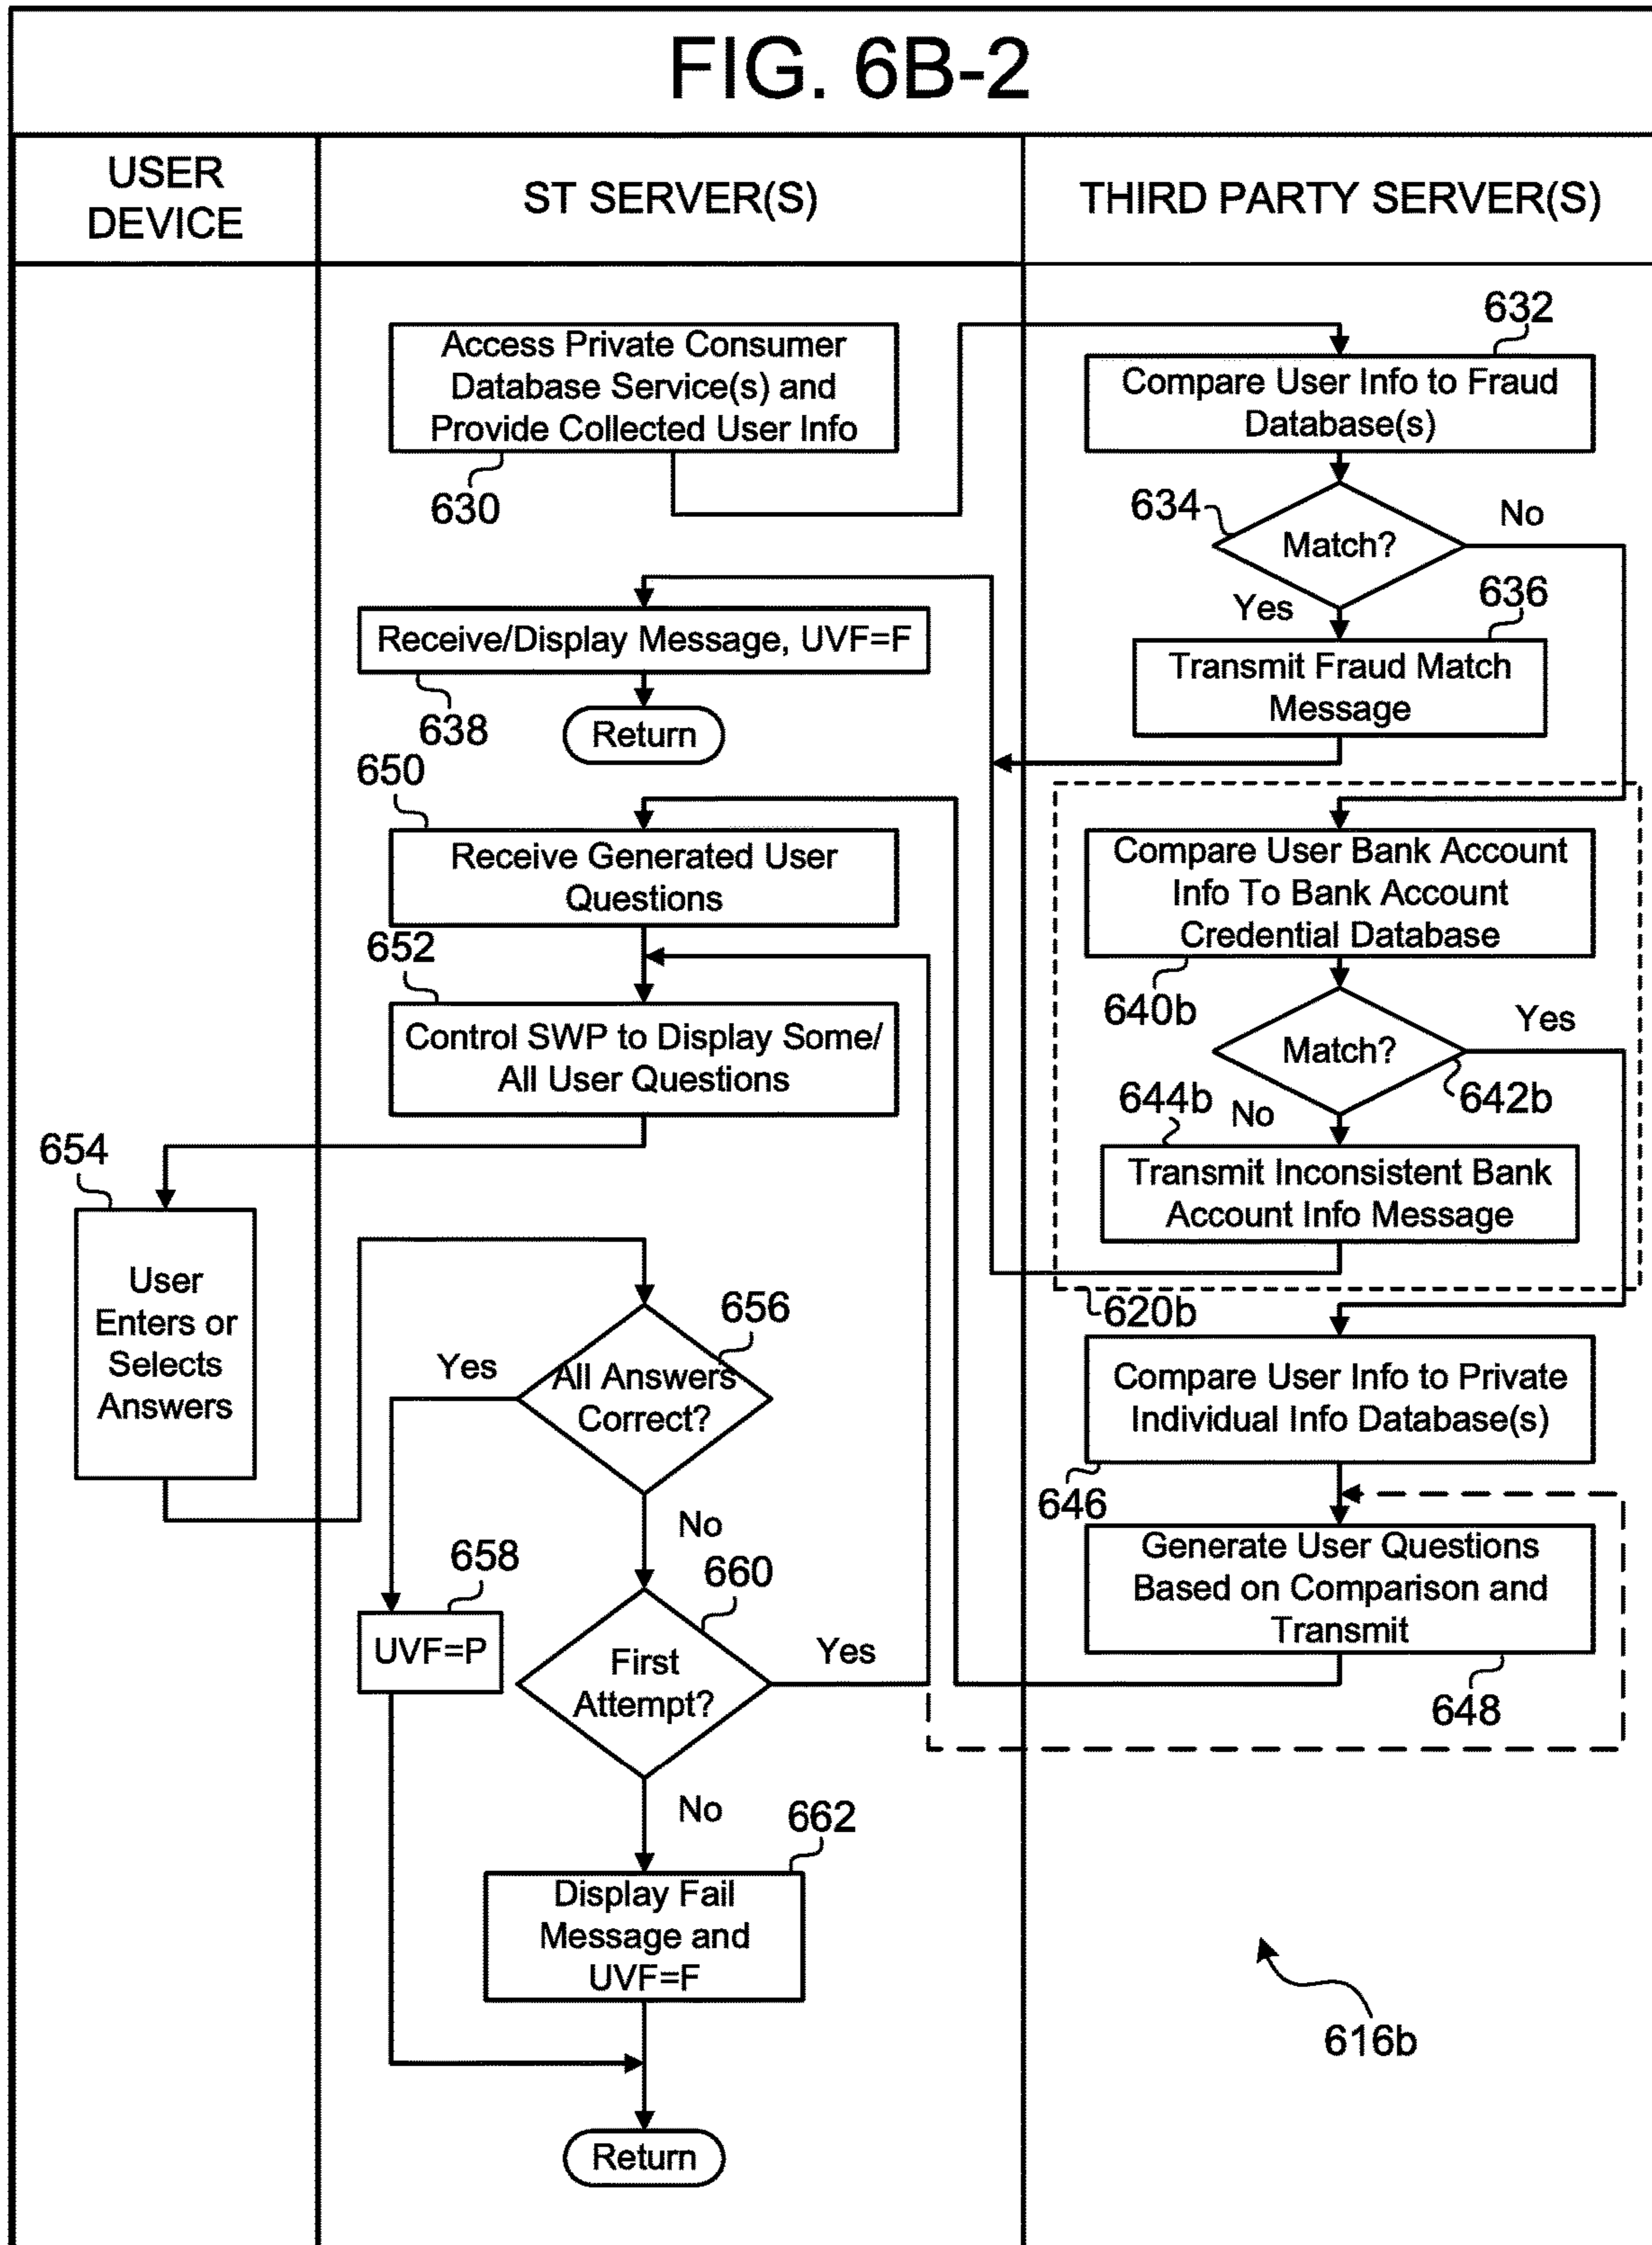 FIG. 6B-2
USER
DEVICE
ST SERVER(S)
THIRD PARTY SERVER(S)
Access Private Consumer
Database Service(s) and
Provide Collected User Info
630
632
Compare User Info to Fraud
Database(s)
634
Match?
No
Yes
636
Transmit Fraud Match
Message
Receive/Display Message, UVF=F
638
Return
650
Receive Generated User
Questions
652
Control SWP to Display Some/
All User Questions
Compare User Bank Account
Info To Bank Account
Credential Database
640b
Match?
Yes
642b
644b
No
Transmit Inconsistent Bank
Account Info Message
620b
654
User
Enters or
Selects
Answers
656
All Answers
Correct?
Yes
No
Compare User Info to Private
Individual Info Database(s)
646
Generate User Questions
Based on Comparison and
Transmit
648
658
UVF=P
660
First
Attempt?
Yes
No
662
Display Fail
Message and
UVF=F
616b
Return